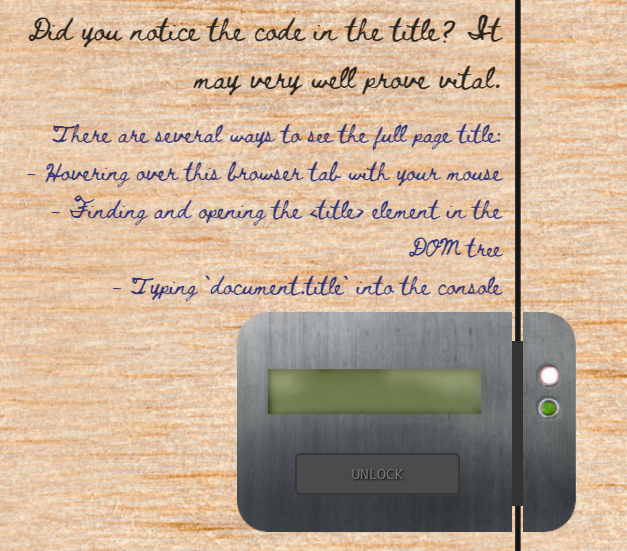 Did you notice the code in the title? It
may very well prove vital.
There are several ways to see the full page title:
- Hovering over this browser tab with your mouse
- Finding and opening the <title> element in the
DOM tree
- Typing `document.title` into the console
UNLOCK